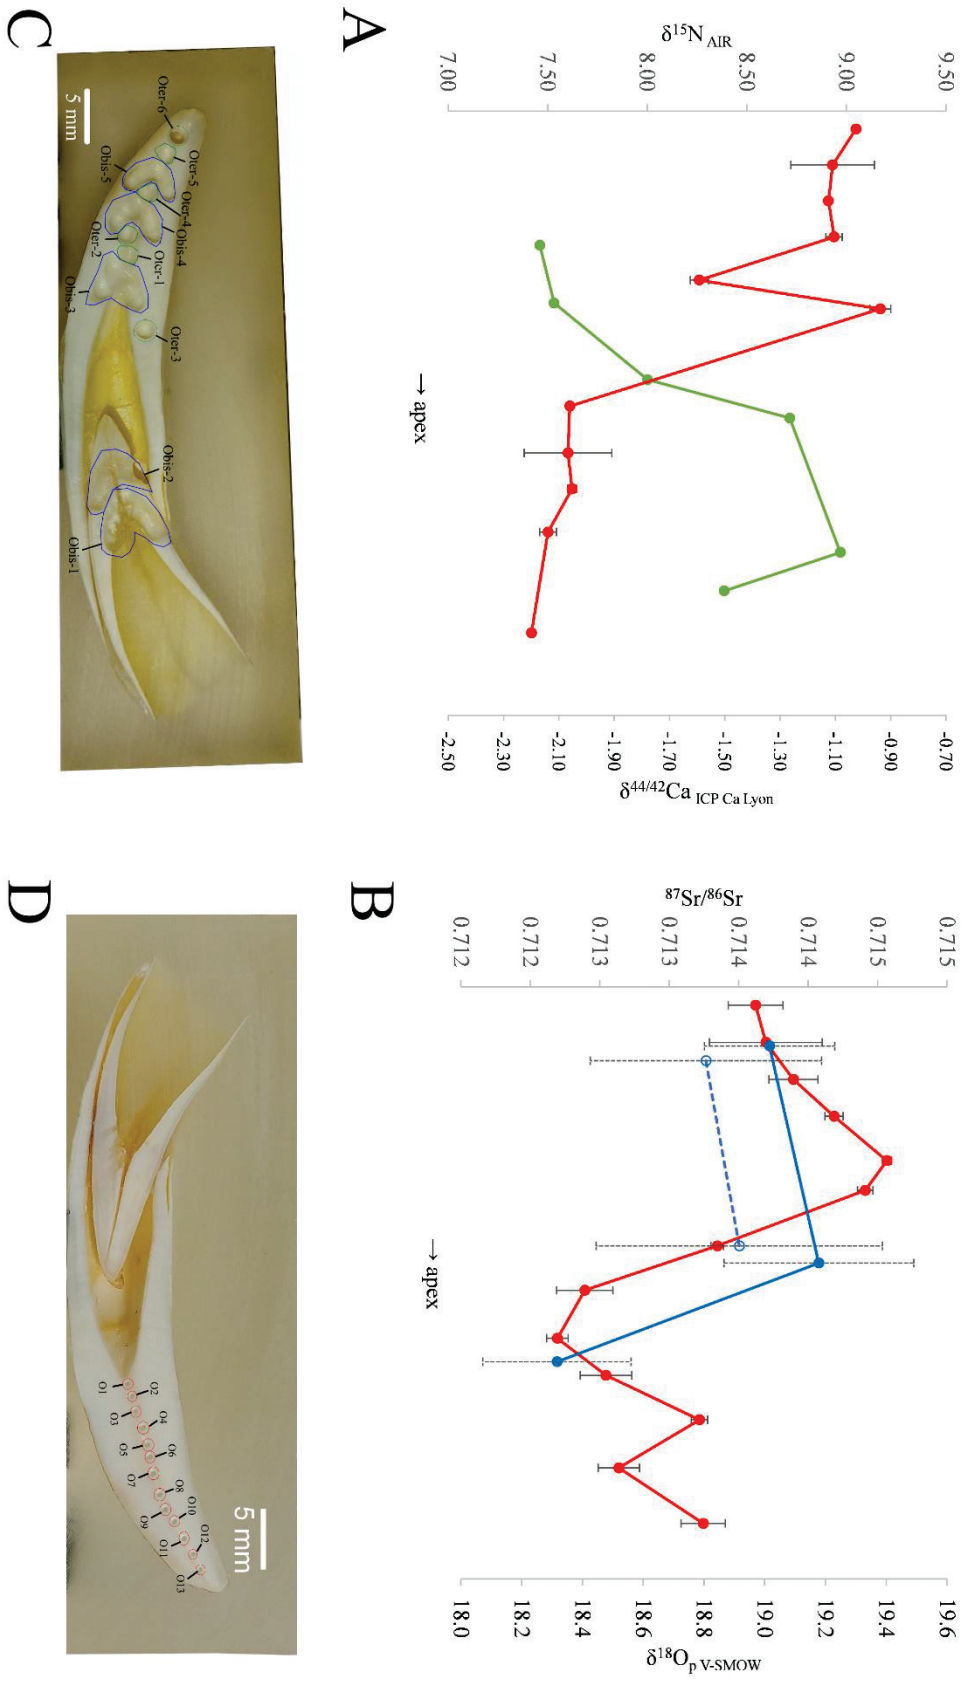 A
δ15N AIR
9.50
9.00
8.50
8.00
7.50
7.00
-0.70
-0.90
-1.10
-1.30
-1.50
-1.70
-1.90
-2.10
-2.30
-2.50
δ44/42Ca ICP Ca Lyon
→ apex
B
87Sr/86Sr
0.715
0.715
0.714
0.714
0.713
0.713
0.712
0.712
19.6
19.4
19.2
19.0
18.8
18.6
18.4
18.2
18.0
δ18Op V-SMOW
→ apex
C
5 mm
Oter-6
Oter-5
Obis-5
Oter-4
Obis-4
Oter-2
Oter-1
Obis-3
Oter-3
Obis-2
Obis-1
D
5 mm
O1
O2
O3
O4
O5
O6
O7
O8
O9
O10
O11
O12
O13